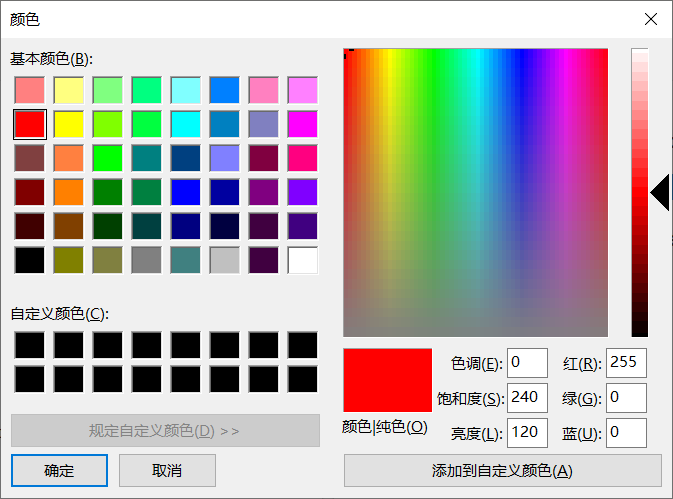 颜色
基本颜色(B):
自定义颜色(C):
规定自定义颜色(D) >>
确定
取消
颜色|纯色(O)
色调(E): 0
红(R): 255
饱和度(S): 240
绿(G): 0
亮度(L): 120
蓝(U): 0
添加到自定义颜色(A)